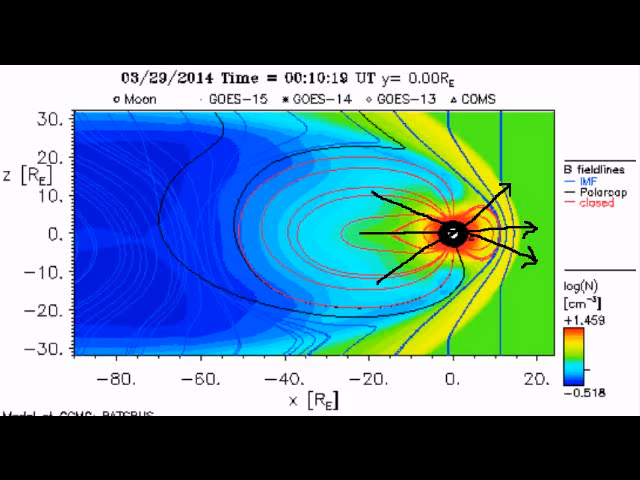 03/29/2014 Time = 00:10:19 UT y= 0.00RE
Moon GOES-15 GOES-14 GOES-13 COMS
z [RE]
30.
20.
10.
0.
-10.
-20.
-30.
-80. -60. -40. -20. 0. 20.
x [RE]
B fieldlines
IMF
Polarcap
closed
log(N)
[cm-3]
+1.459
-0.518
Model at CCMC: BATSRUS